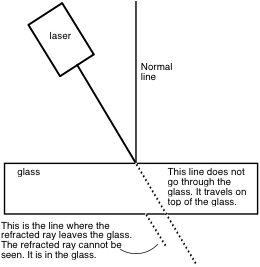 laser
Normal
line
glass
This line does not
go through the
glass. It travels on
top of the glass.
This is the line where the
refracted ray leaves the glass.
The refracted ray cannot be
seen. It is in the glass.